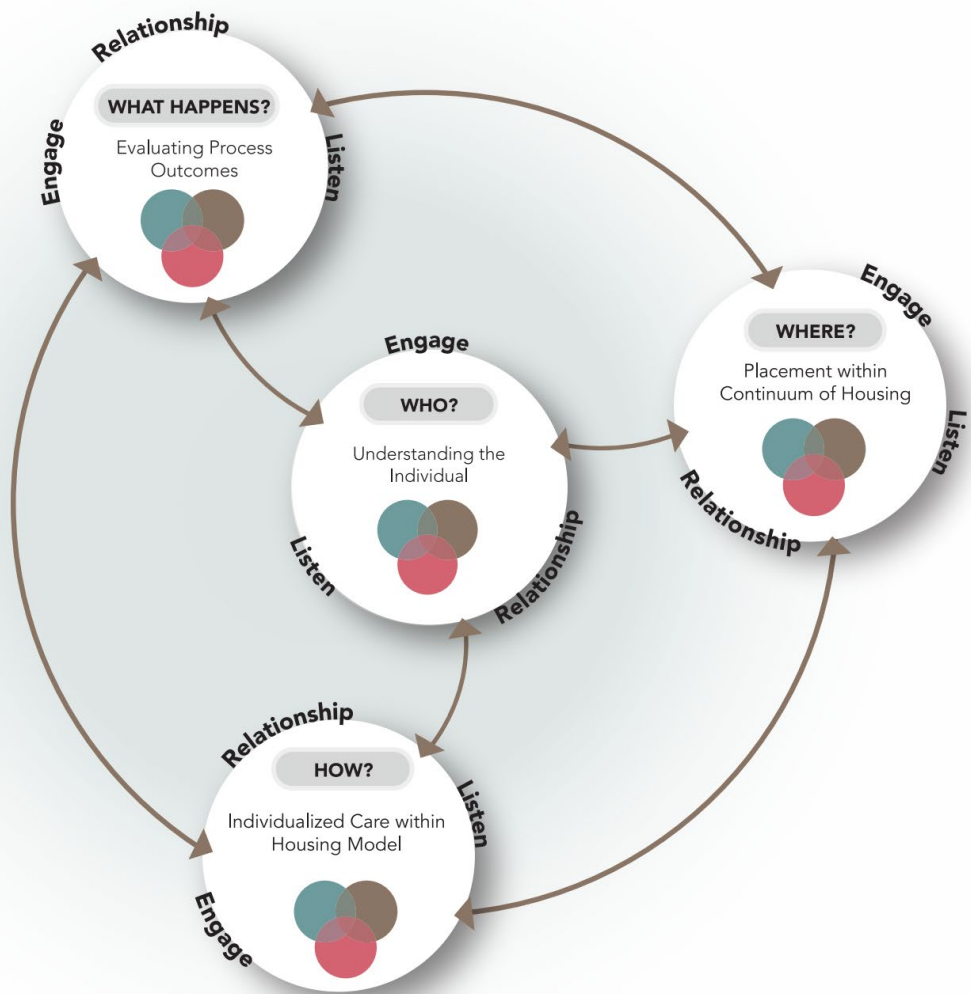 Relationship
Engage
Listen
WHAT HAPPENS?
Evaluating Process
Outcomes
Engage
Listen
Relationship
WHERE?
Placement within
Continuum of Housing
Engage
Listen
Relationship
WHO?
Understanding the
Individual
Relationship
Listen
Engage
HOW?
Individualized Care within
Housing Model